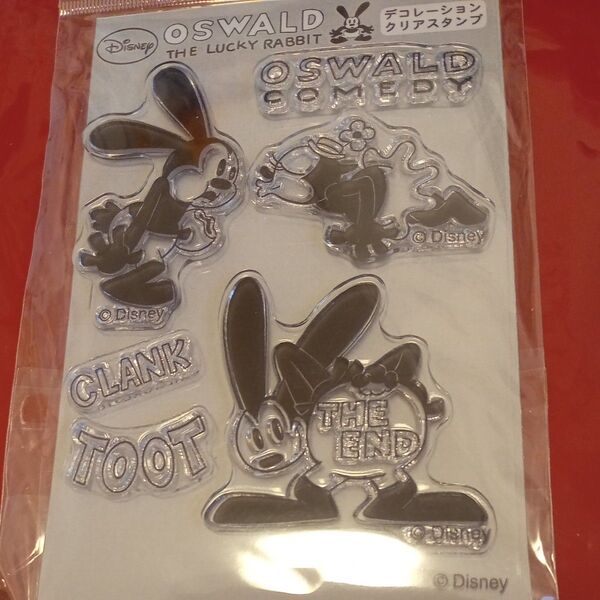 Disney
OSWALD
THE LUCKY RABBIT
デコレーション
クリアスタンプ
OSWALD
COMEDY
© Disney
© Disney
CLANK
TOOT
THE
END
© Disney
© Disney